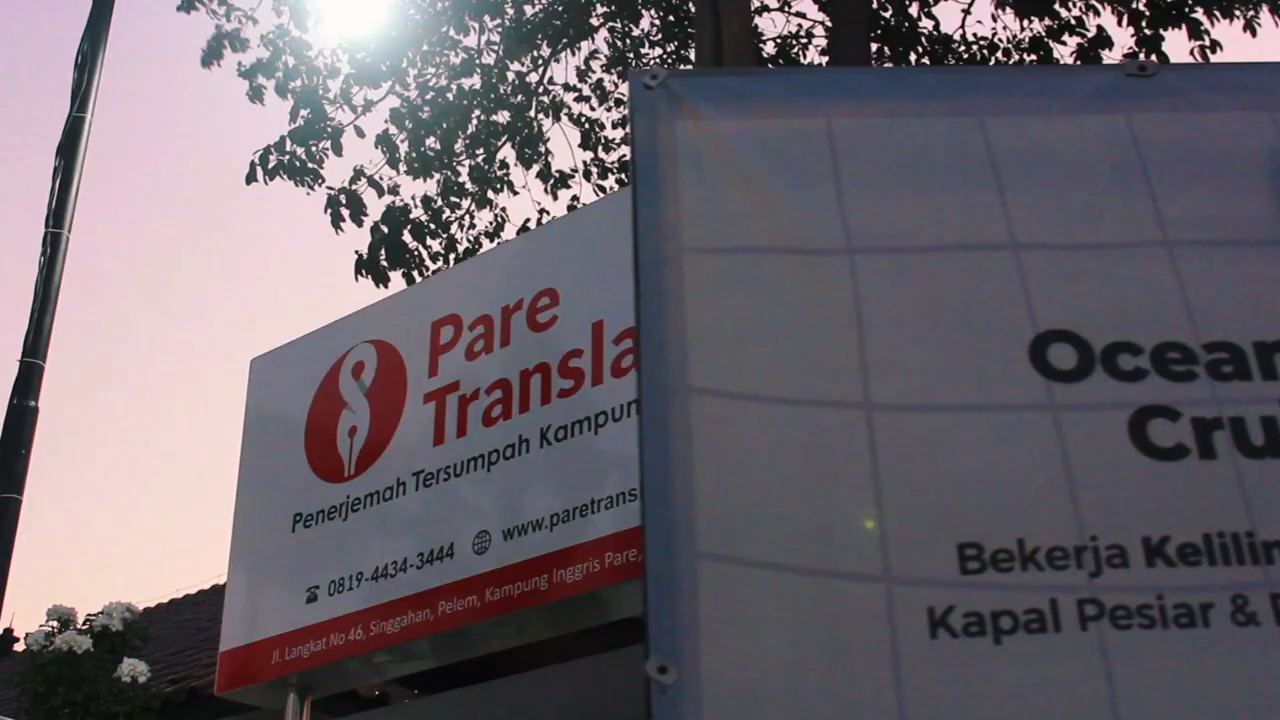 Pare
Transla
Penerjemah Tersumpah Kampun
0819-4434-3444 www.paretrans
Jl. Langkat No 46, Singgahan, Pelem, Kampung Inggris Pare,
Ocean
Cru
Bekerja Kelilin
Kapal Pesiar &